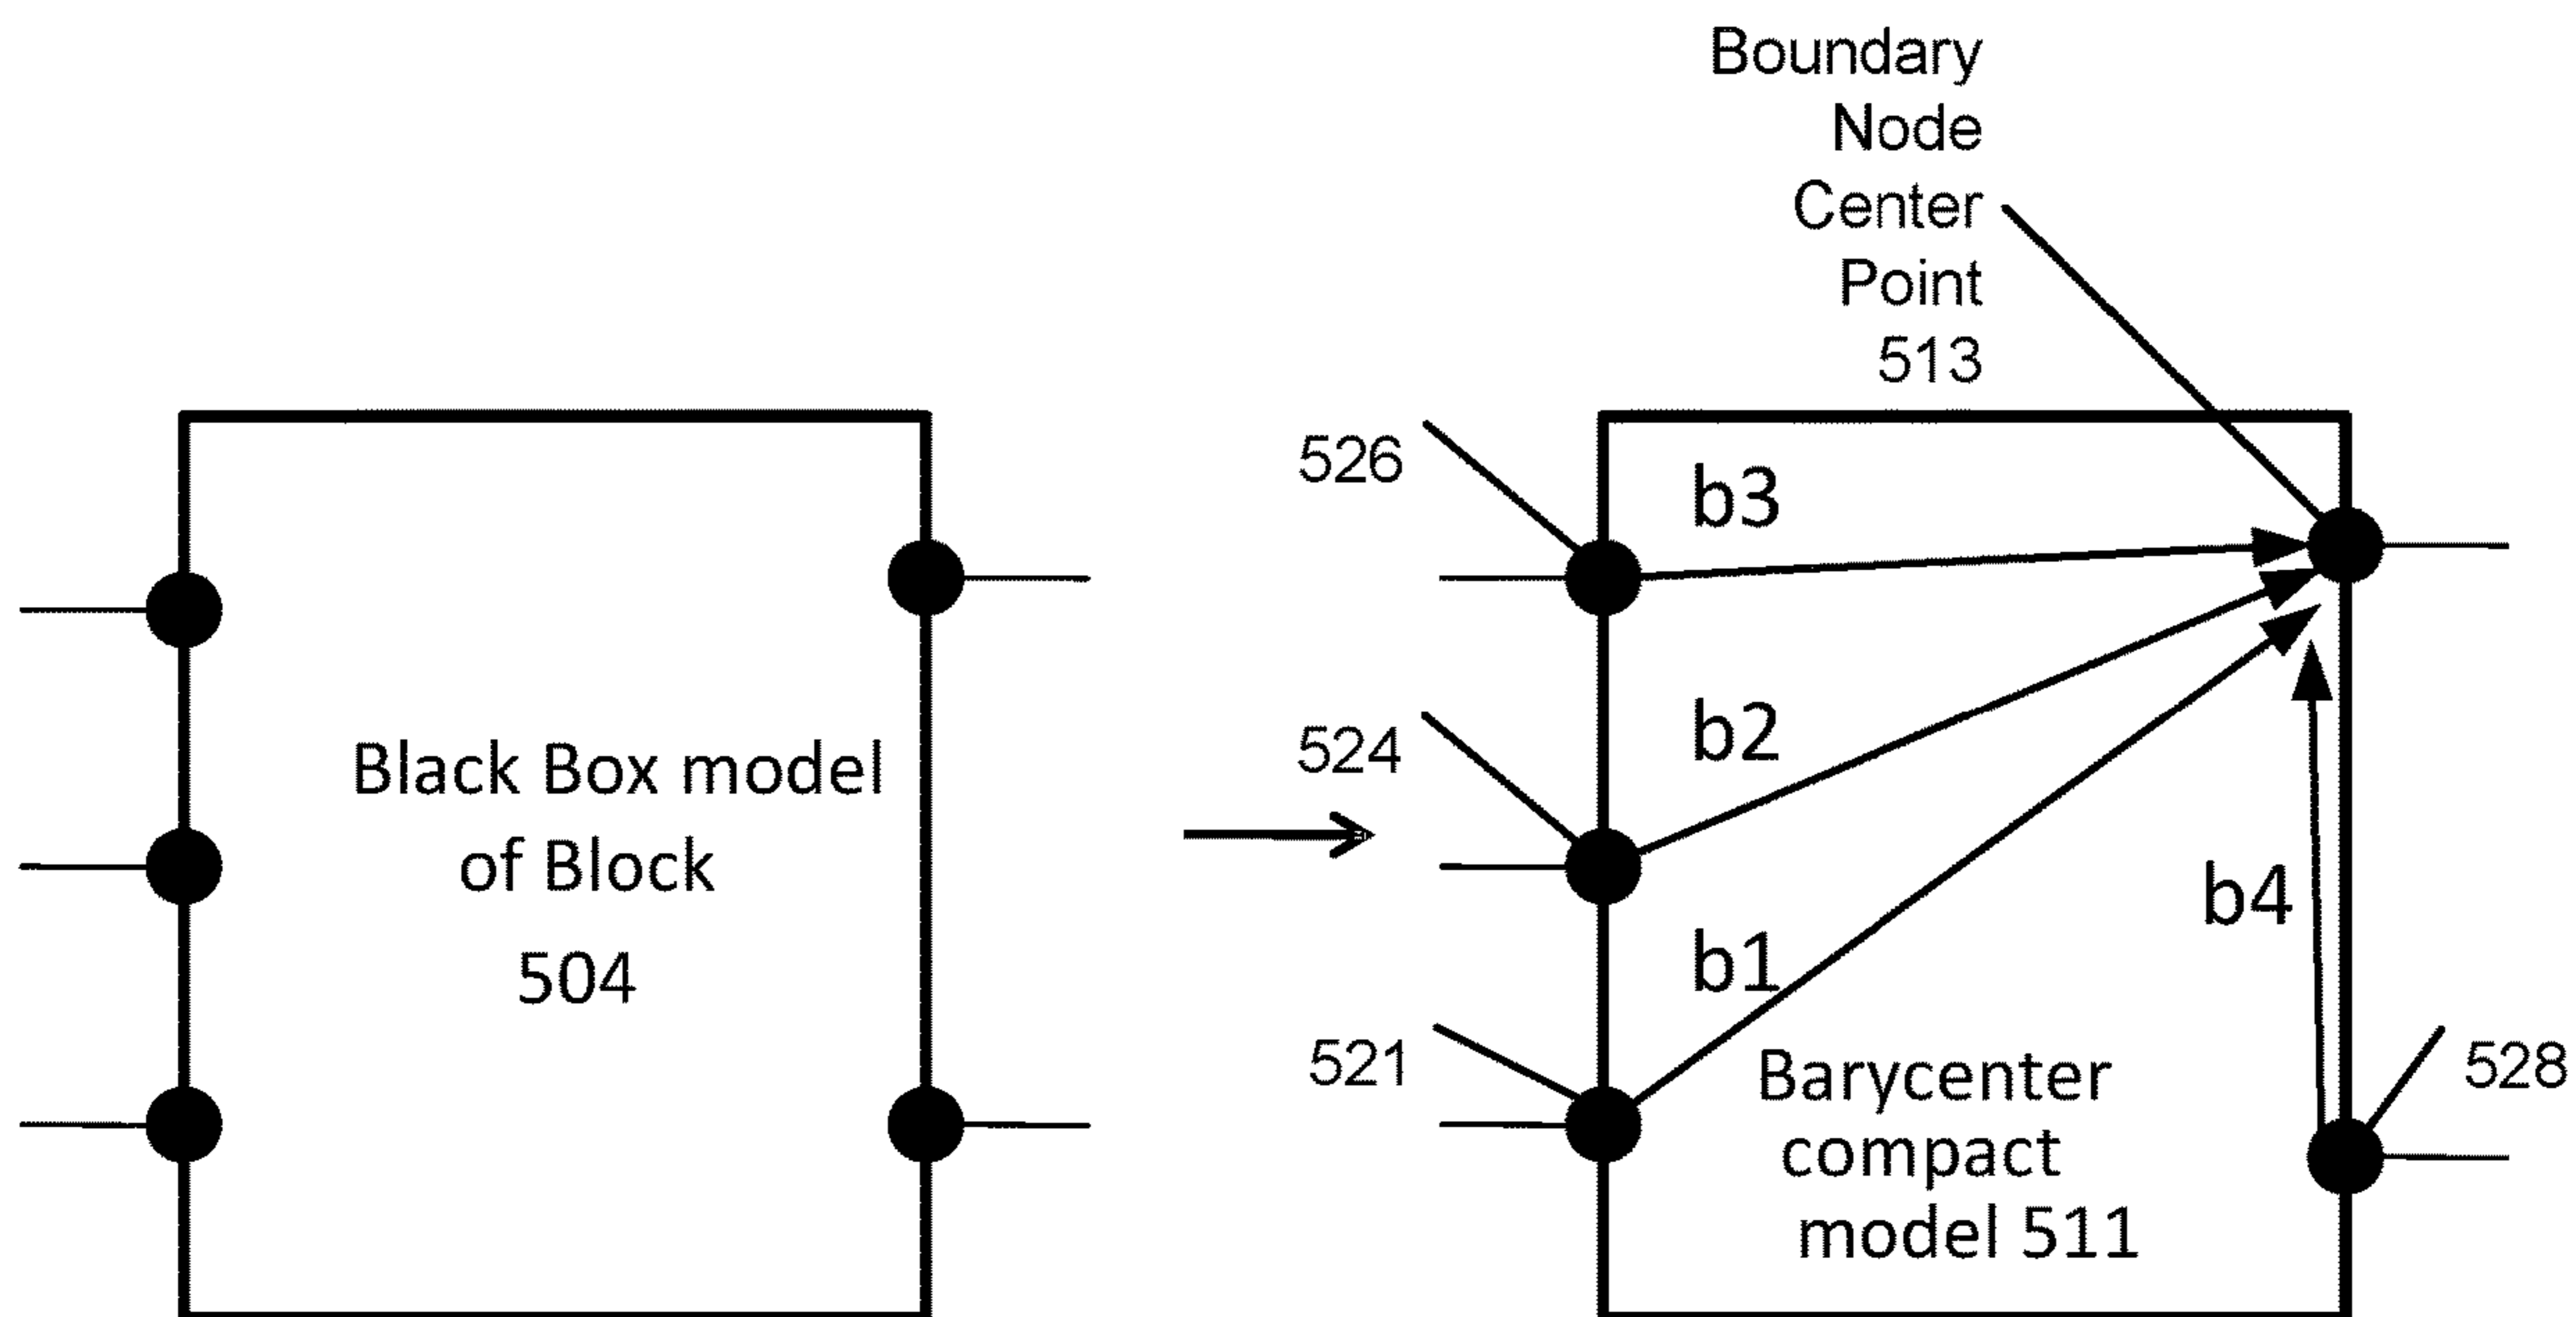 Boundary
Node
Center
Point
513
Black Box model
of Block
504
526
524
521
b3
b2
b1
b4
528
Barycenter
compact
model 511